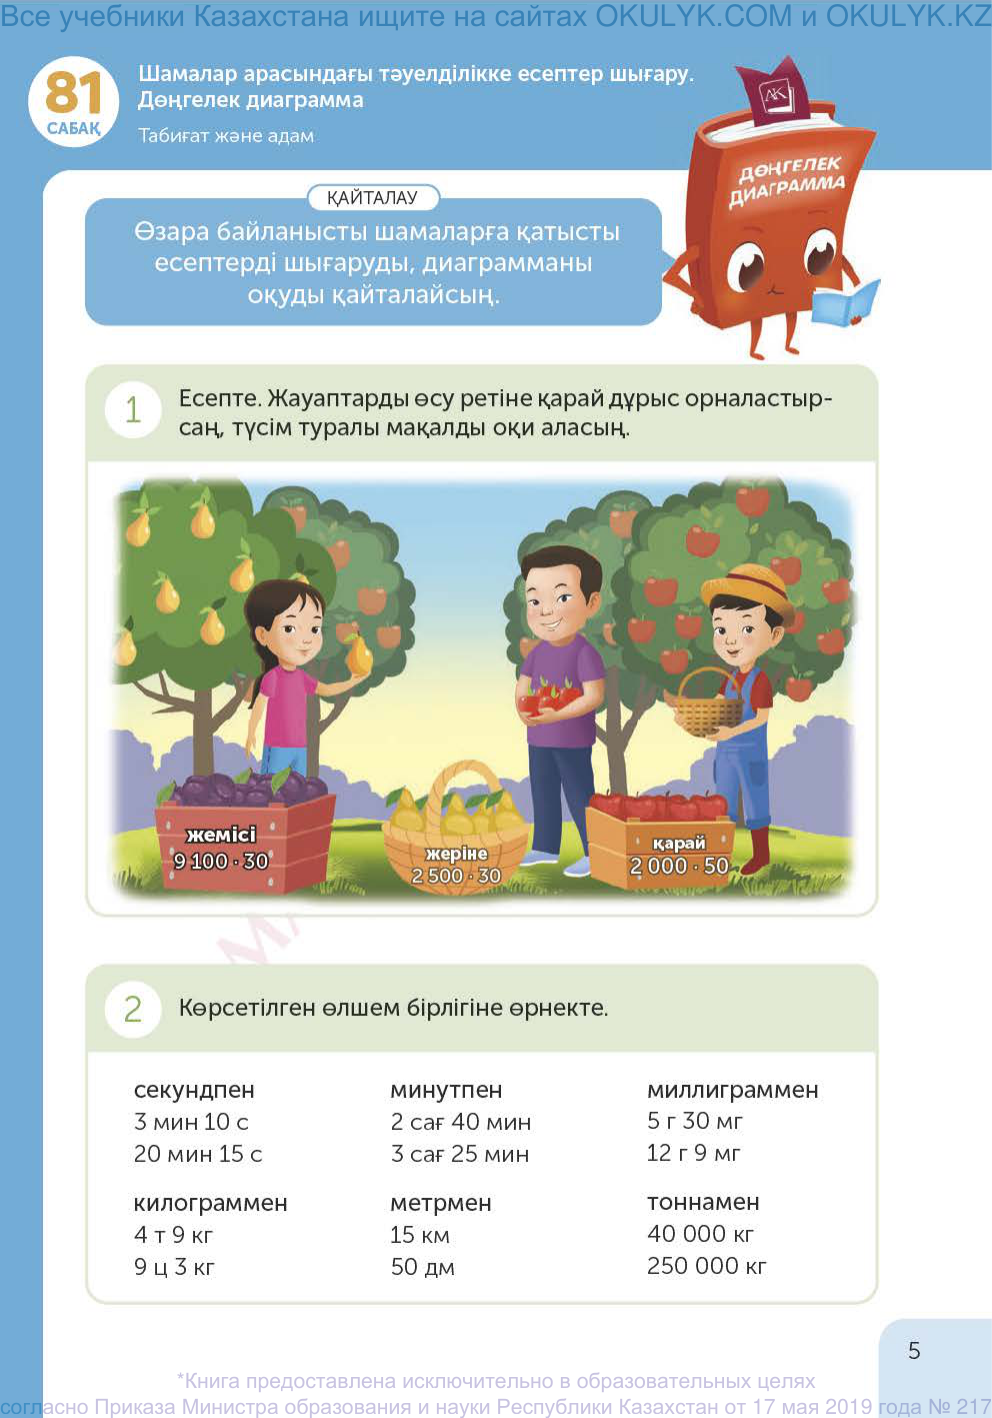 Все учебники Казахстана ищите на сайтах OKULYK.COM и OKULYK.KZ
81
САБАҚ
Шамалар арасындағы тәуелділікке есептер шығару.
Дөңгелек диаграмма
Табиғат және адам
АК
ДӨҢГЕЛЕК
ДИАГРАММА
ҚАЙТАЛАУ
Өзара байланысты шамаларға қатысты
есептерді шығаруды, диаграмманы
оқуды қайталайсың.
1
Есепте. Жауаптарды өсу ретіне қарай дұрыс орналастыр-
саң, түсім туралы мақалды оқи аласың.
жемісі
9 100 · 30
жеріне
2 500 · 30
қарай
2 000 · 50
2
Көрсетілген өлшем бірлігіне өрнекте.
секундпен
3 мин 10 с
20 мин 15 с
минутпен
2 сағ 40 мин
3 сағ 25 мин
миллиграммен
5 г 30 мг
12 г 9 мг
килограммен
4 т 9 кг
9 ц 3 кг
метрмен
15 км
50 дм
тоннамен
40 000 кг
250 000 кг
5
*Книга предоставлена исключительно в образовательных целях
согласно Приказа Министра образования и науки Республики Казахстан от 17 мая 2019 года № 217